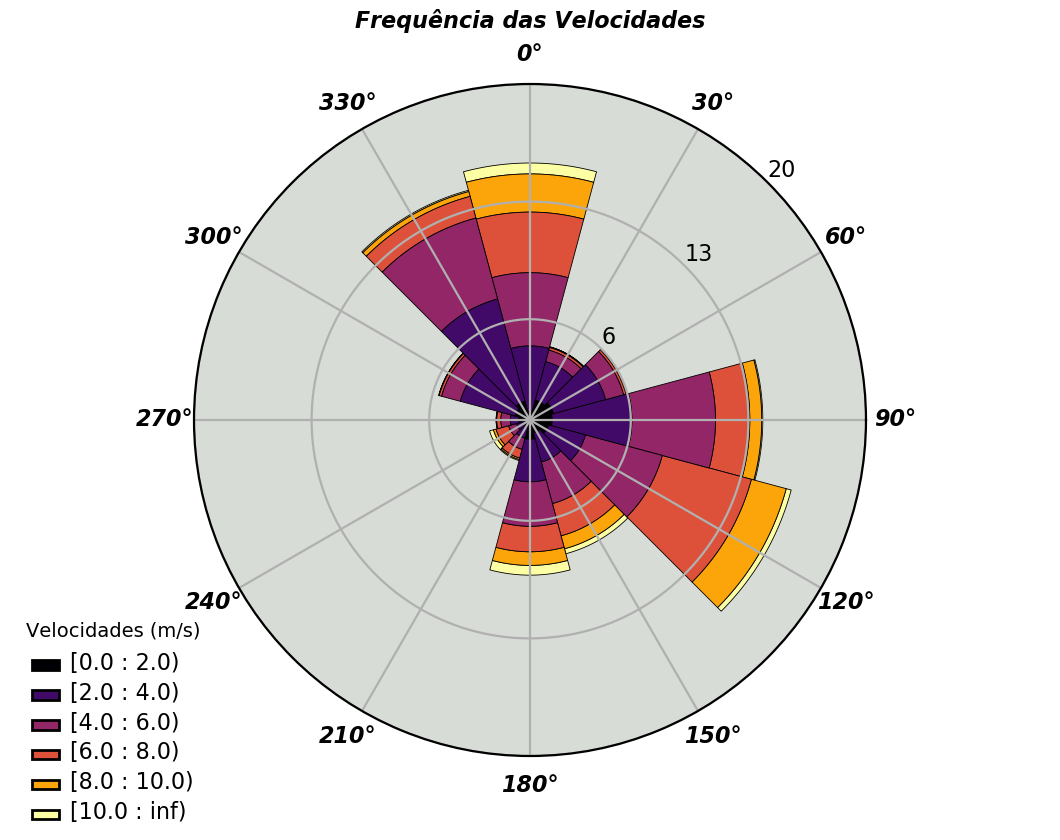 Frequência das Velocidades
0°
330°
30°
20
300°
60°
13
6
270°
90°
240°
120°
210°
150°
180°
Velocidades (m/s)
[0.0 : 2.0)
[2.0 : 4.0)
[4.0 : 6.0)
[6.0 : 8.0)
[8.0 : 10.0)
[10.0 : inf)